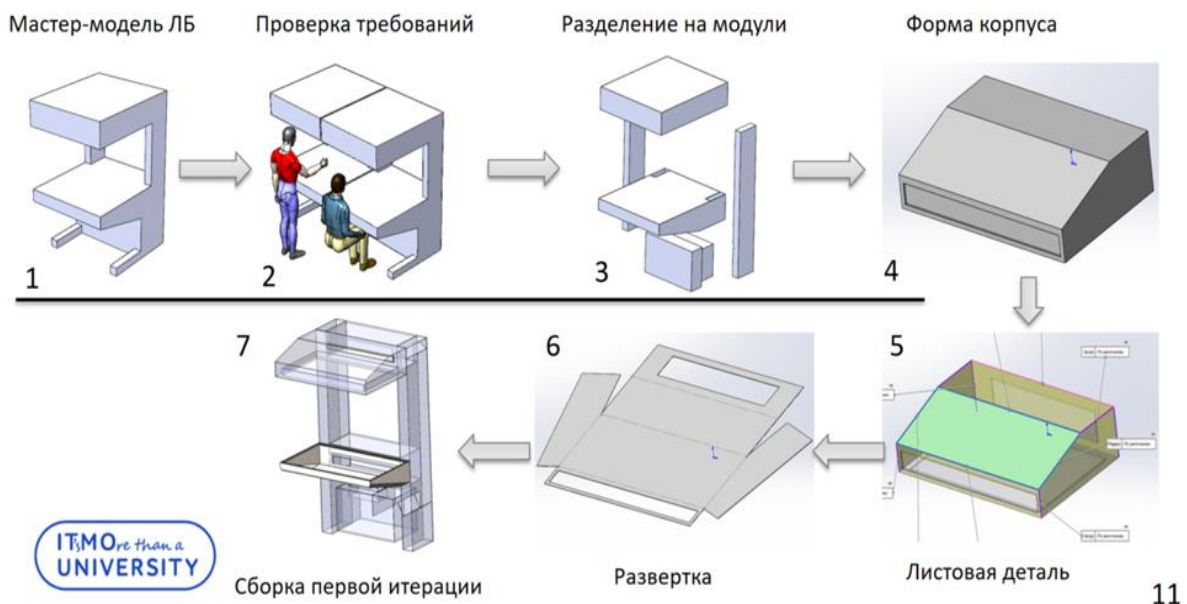 Мастер-модель ЛБ
Проверка требований
Разделение на модули
Форма корпуса
1
2
3
4
7
6
5
ITsMOre than a
UNIVERSITY
Сборка первой итерации
Развертка
Листовая деталь
11